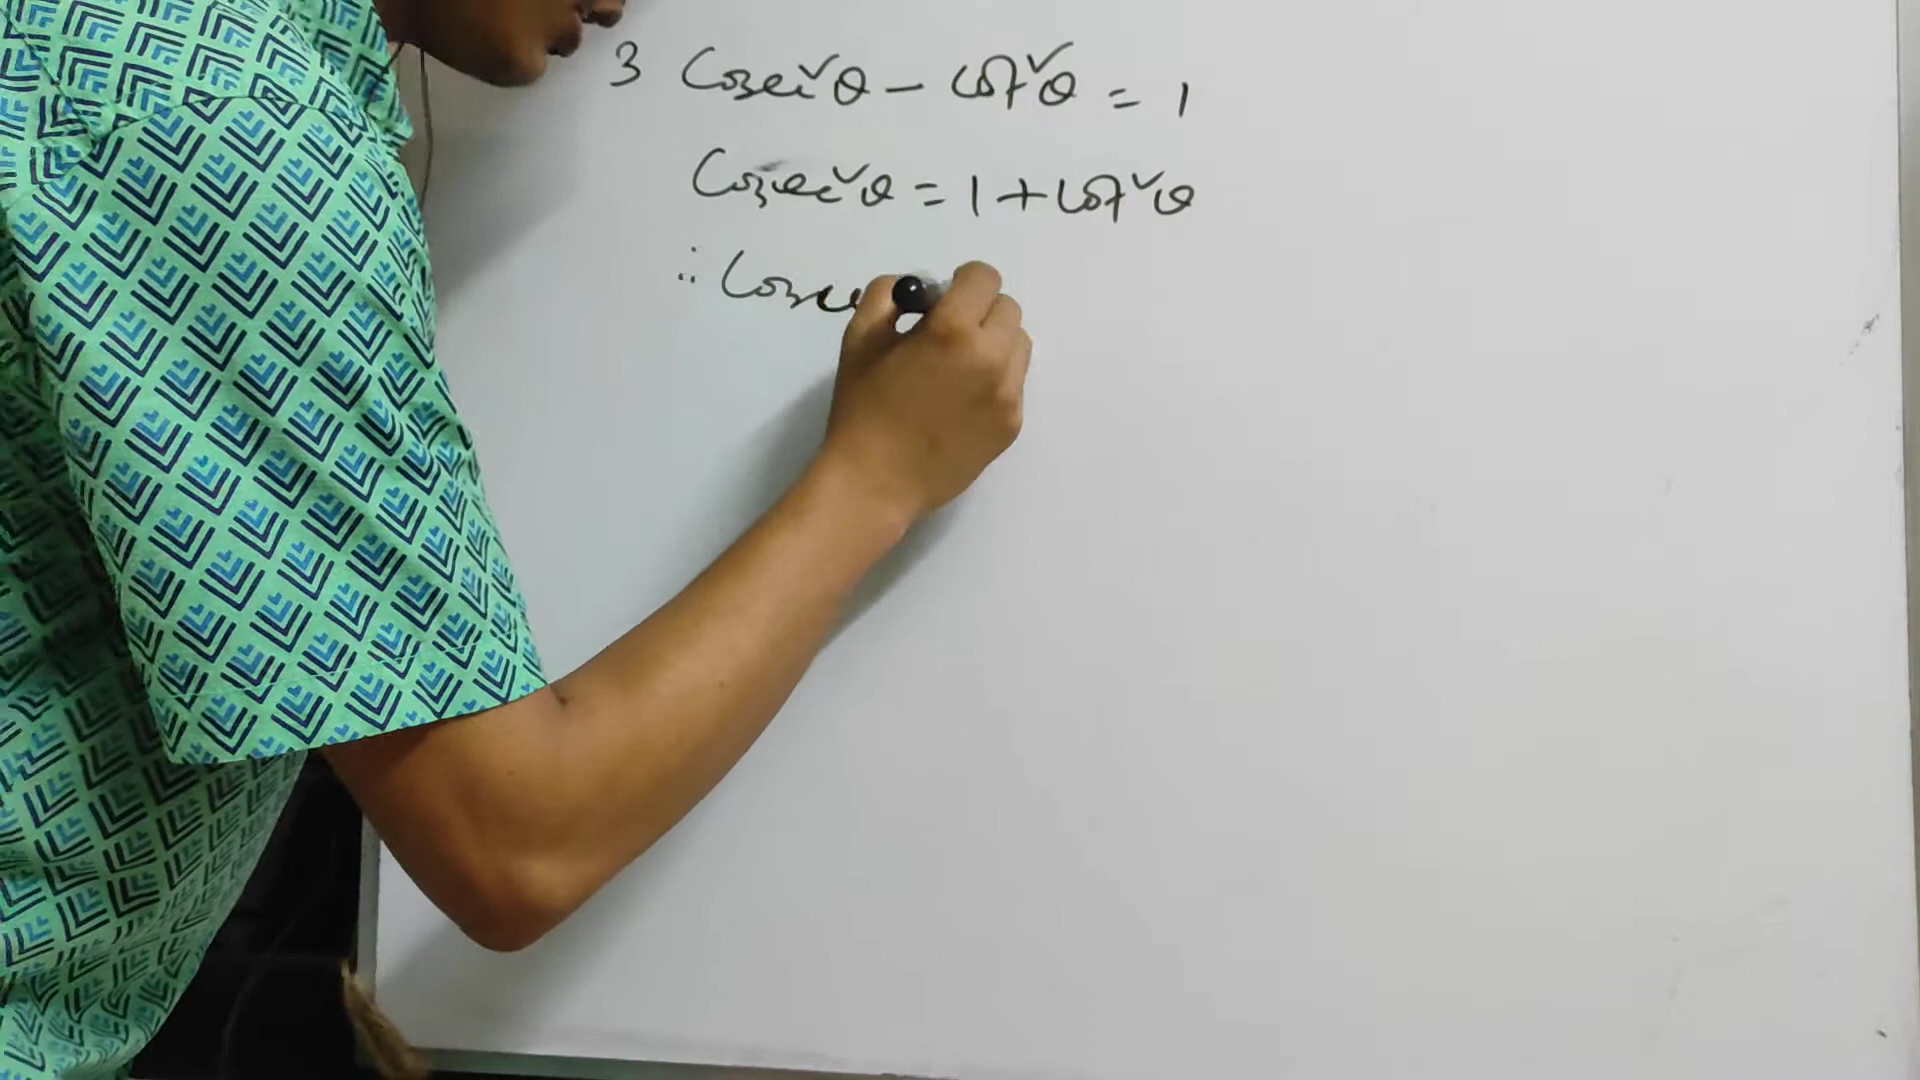 3 Cosec²θ - cot²θ = 1
Cosec²θ = 1 + cot²θ
∴ Cosec